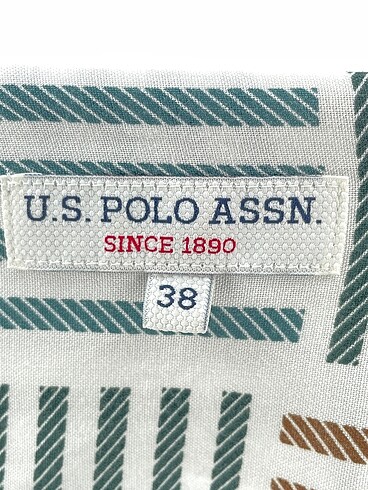 U.S. POLO ASSN.
SINCE 1890
38